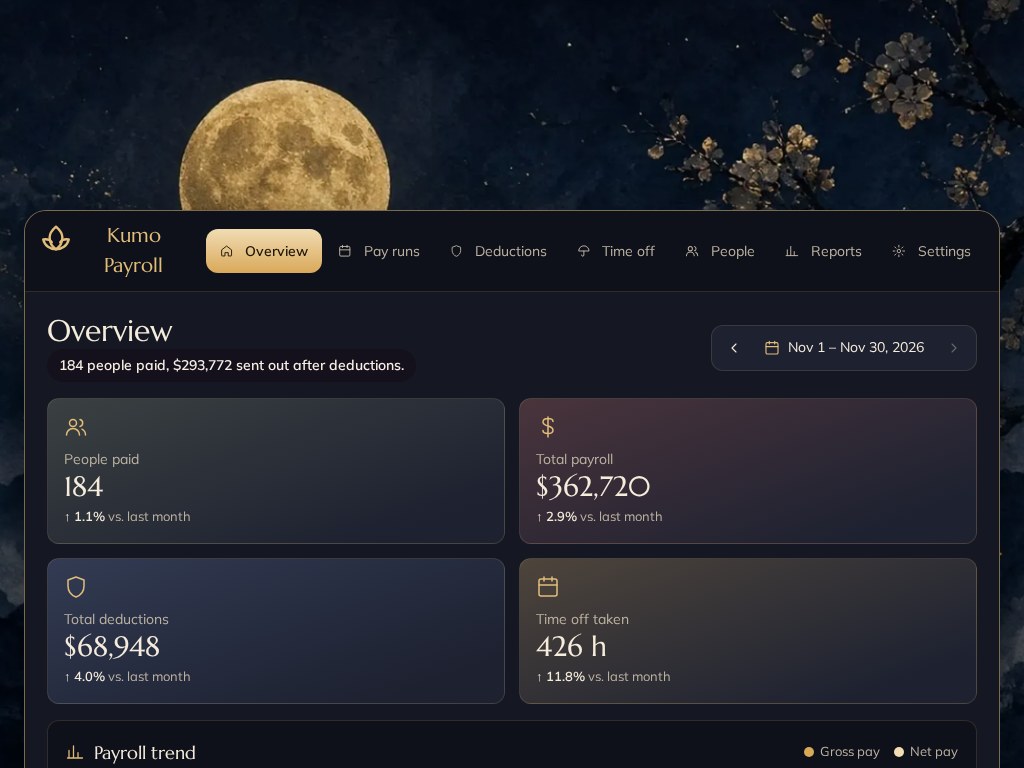 Kumo
Payroll
Overview
Pay runs
Deductions
Time off
People
Reports
Settings
Overview
184 people paid, $293,772 sent out after deductions.
Nov 1 – Nov 30, 2026
People paid
184
↑ 1.1% vs. last month
Total payroll
$362,720
↑ 2.9% vs. last month
Total deductions
$68,948
↑ 4.0% vs. last month
Time off taken
426 h
↑ 11.8% vs. last month
Payroll trend
Gross pay
Net pay